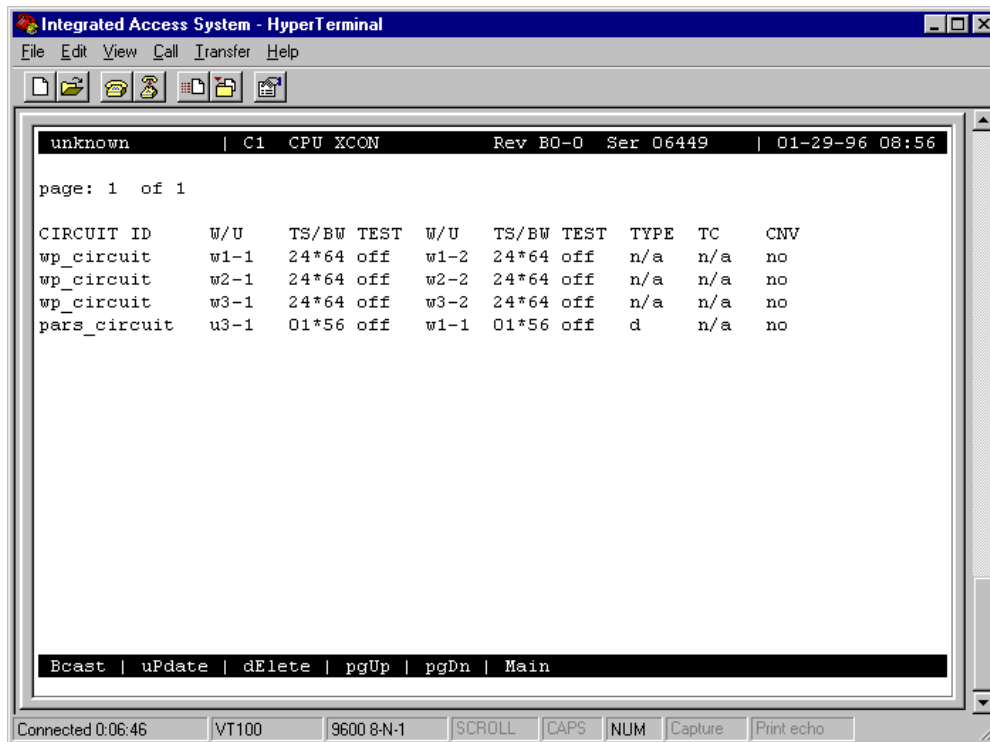 Integrated Access System - HyperTerminal
File Edit View Call Transfer Help
unknown | C1 CPU XCON Rev B0-0 Ser 06449 | 01-29-96 08:56
page: 1 of 1
CIRCUIT ID W/U TS/BW TEST W/U TS/BW TEST TYPE TC CNV
wp_circuit w1-1 24*64 off w1-2 24*64 off n/a n/a no
wp_circuit w2-1 24*64 off w2-2 24*64 off n/a n/a no
wp_circuit w3-1 24*64 off w3-2 24*64 off n/a n/a no
pars_circuit u3-1 01*56 off w1-1 01*56 off d n/a no
Bcast | uPdate | dElete | pgUp | pgDn | Main
Connected 0:06:46 VT100 9600 8-N-1 SCROLL CAPS NUM Capture Print echo